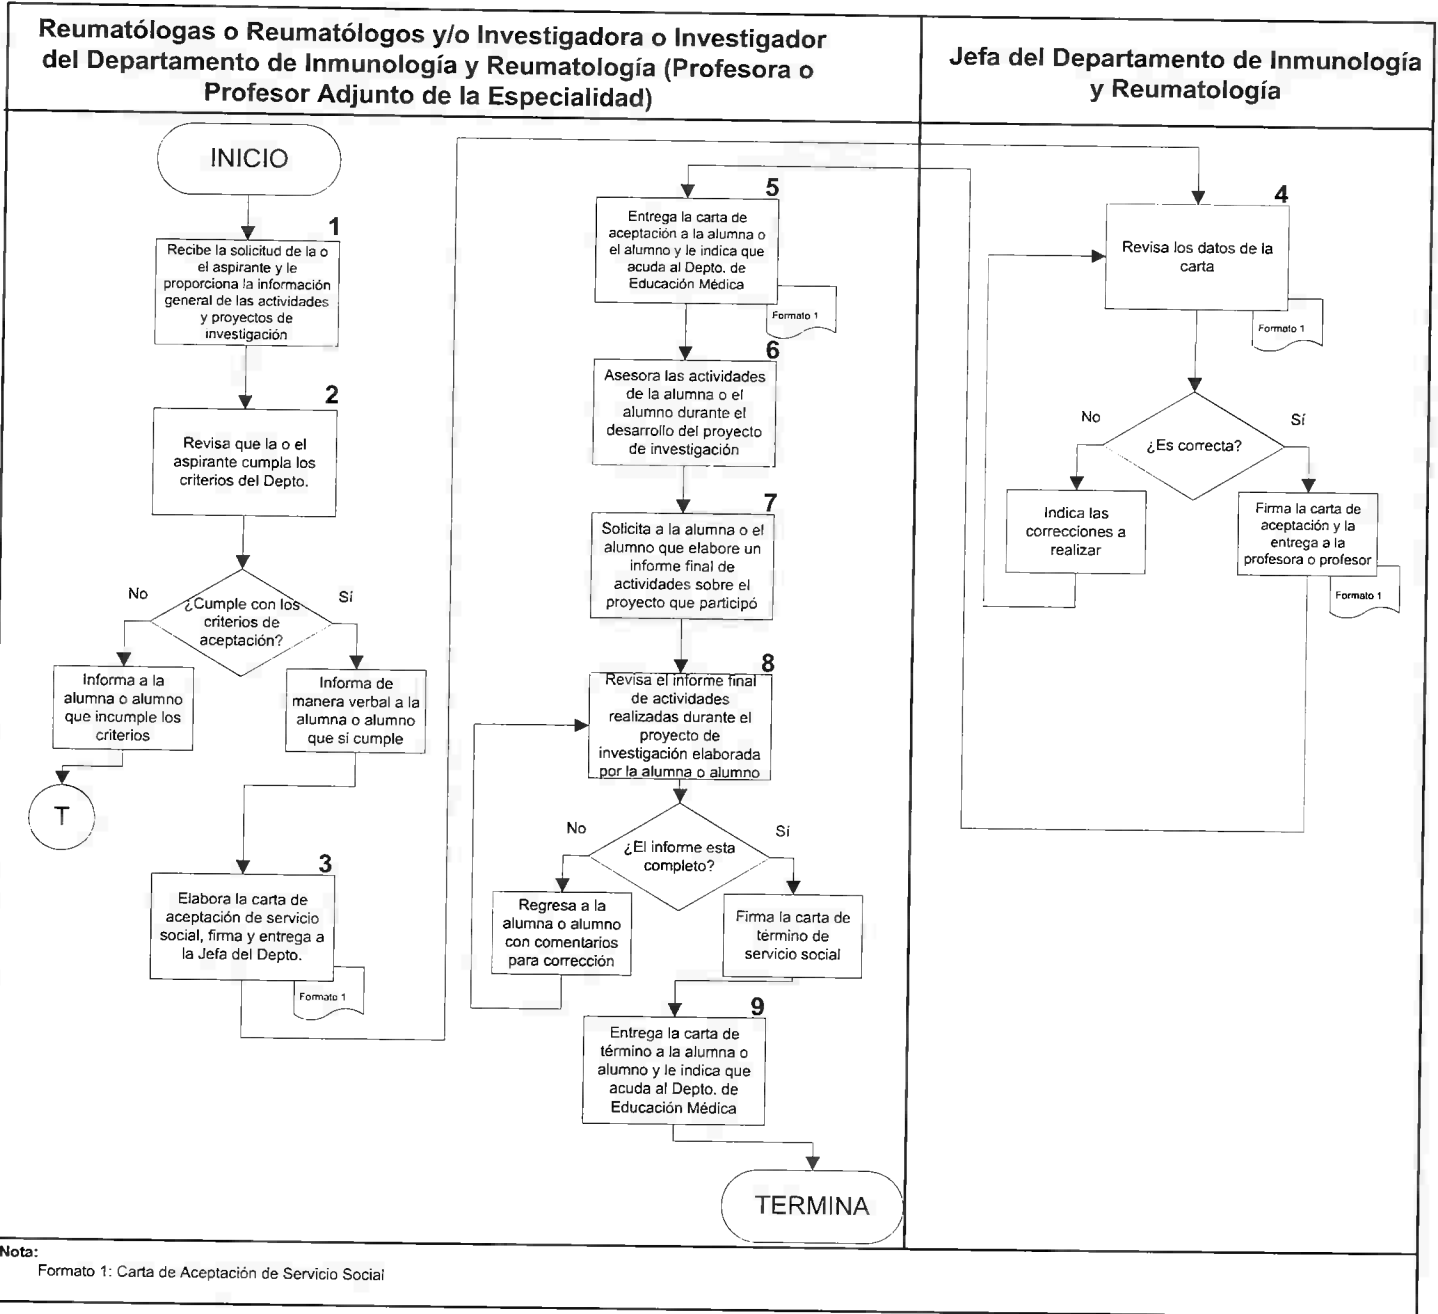 Reumatólogas o Reumatólogos y/o Investigadora o Investigador
del Departamento de Inmunología y Reumatología (Profesora o
Profesor Adjunto de la Especialidad)
Jefa del Departamento de Inmunología
y Reumatología
INICIO
1
Recibe la solicitud de la o
el aspirante y le
proporciona la información
general de las actividades
y proyectos de
investigación
2
Revisa que la o el
aspirante cumpla los
criterios del Depto.
No
Sí
¿Cumple con los
criterios de
aceptación?
Informa a la
alumna o alumno
que incumple los
criterios
Informa de
manera verbal a la
alumna o alumno
que si cumple
T
3
Elabora la carta de
aceptación de servicio
social, firma y entrega a
la Jefa del Depto.
Formato 1
5
Entrega la carta de
aceptación a la alumna o
el alumno y le indica que
acuda al Depto. de
Educación Médica
Formato 1
6
Asesora las actividades
de la alumna o el
alumno durante el
desarrollo del proyecto
de investigación
7
Solicita a la alumna o el
alumno que elabore un
informe final de
actividades sobre el
proyecto que participó
8
Revisa el informe final
de actividades
realizadas durante el
proyecto de
investigación elaborada
por la alumna o alumno
No
Sí
¿El informe esta
completo?
Regresa a la
alumna o alumno
con comentarios
para corrección
Firma la carta de
término de
servicio social
9
Entrega la carta de
término a la alumna o
alumno y le indica que
acuda al Depto. de
Educación Médica
TERMINA
4
Revisa los datos de la
carta
Formato 1
No
Sí
¿Es correcta?
Indica las
correcciones a
realizar
Firma la carta de
aceptación y la
entrega a la
profesora o profesor
Formato 1
Nota:
Formato 1: Carta de Aceptación de Servicio Social